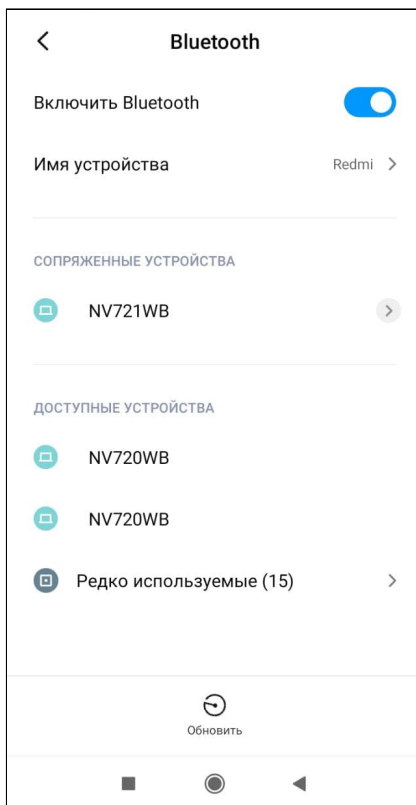 Bluetooth
Включить Bluetooth
Имя устройства Redmi
СОПРЯЖЕННЫЕ УСТРОЙСТВА
NV721WB
ДОСТУПНЫЕ УСТРОЙСТВА
NV720WB
NV720WB
Редко используемые (15)
Обновить